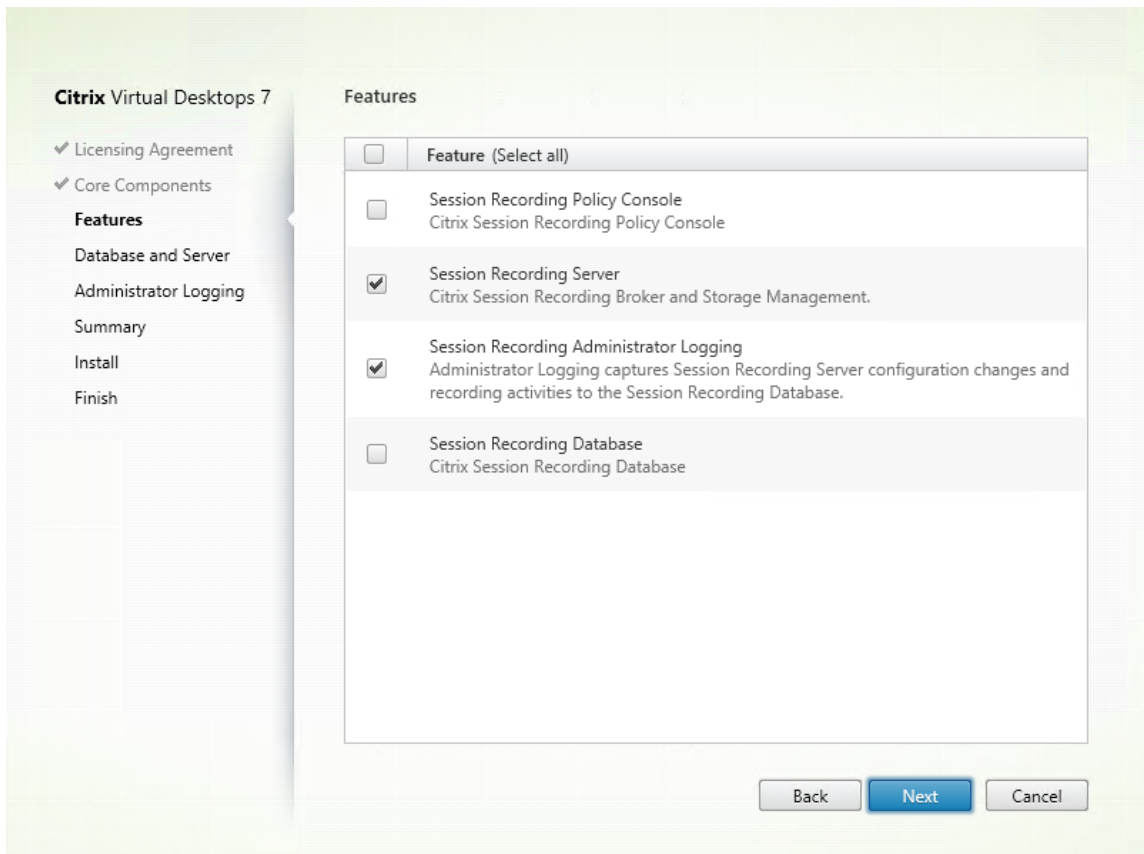 Citrix Virtual Desktops 7
Licensing Agreement
Core Components
Features
Database and Server
Administrator Logging
Summary
Install
Finish
Features
Feature (Select all)
Session Recording Policy Console
Citrix Session Recording Policy Console
Session Recording Server
Citrix Session Recording Broker and Storage Management.
Session Recording Administrator Logging
Administrator Logging captures Session Recording Server configuration changes and
recording activities to the Session Recording Database.
Session Recording Database
Citrix Session Recording Database
Back
Next
Cancel